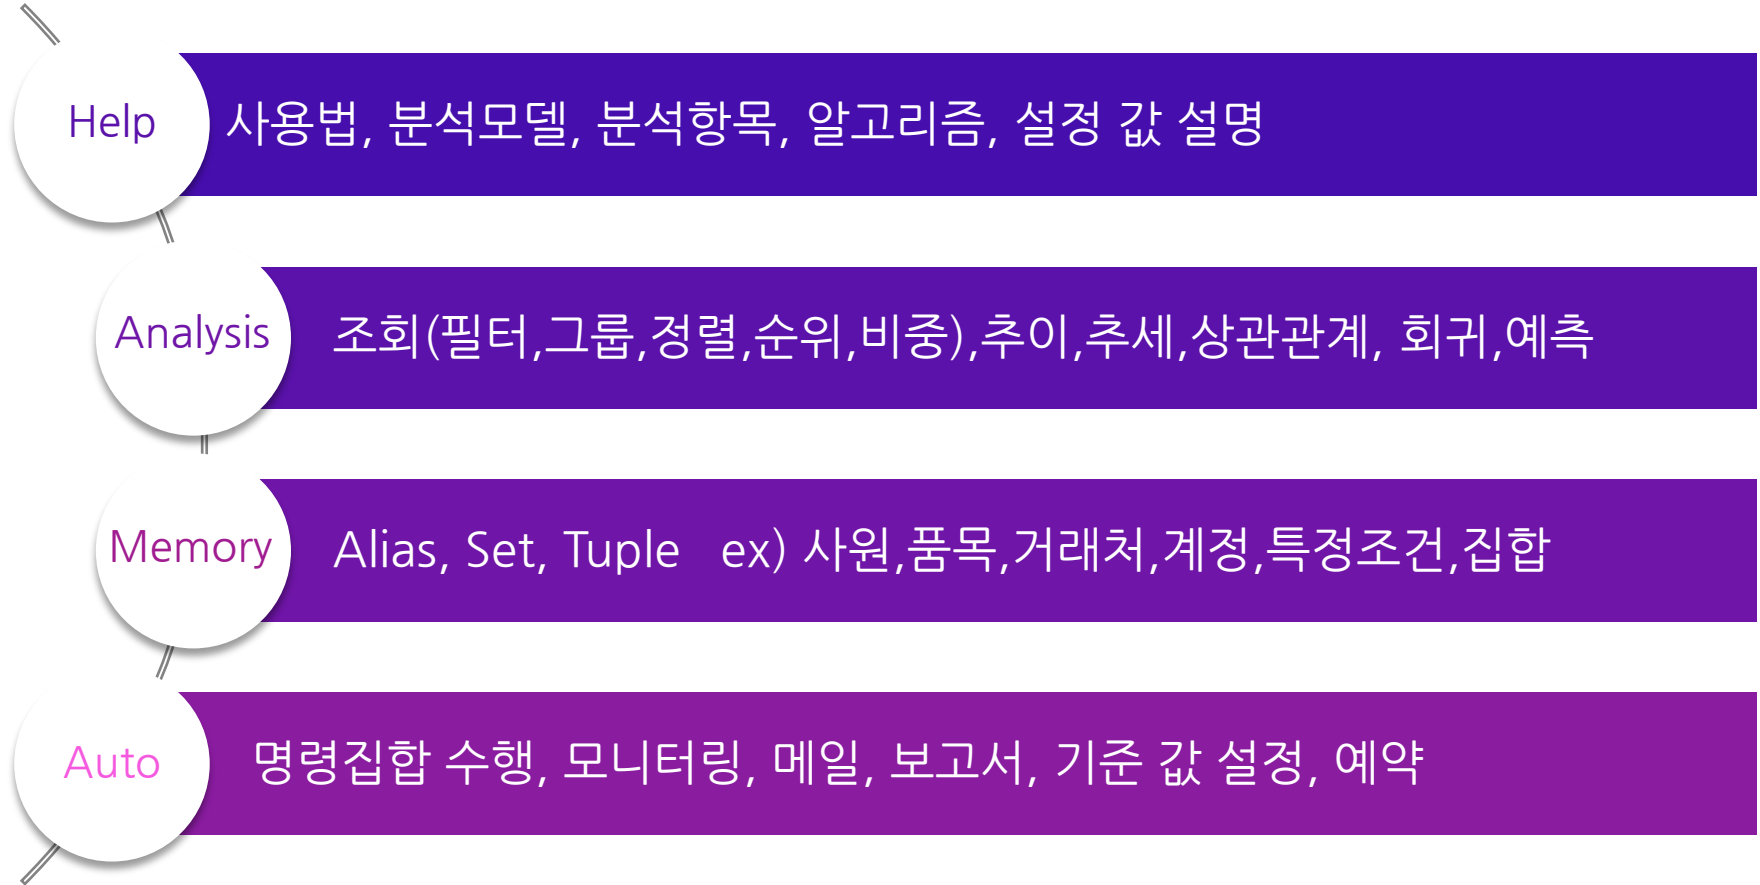 Help
사용법, 분석모델, 분석항목, 알고리즘, 설정 값 설명
Analysis
조회(필터,그룹,정렬,순위,비중),추이,추세,상관관계, 회귀,예측
Memory
Alias, Set, Tuple ex) 사원,품목,거래처,계정,특정조건,집합
Auto
명령집합 수행, 모니터링, 메일, 보고서, 기준 값 설정, 예약